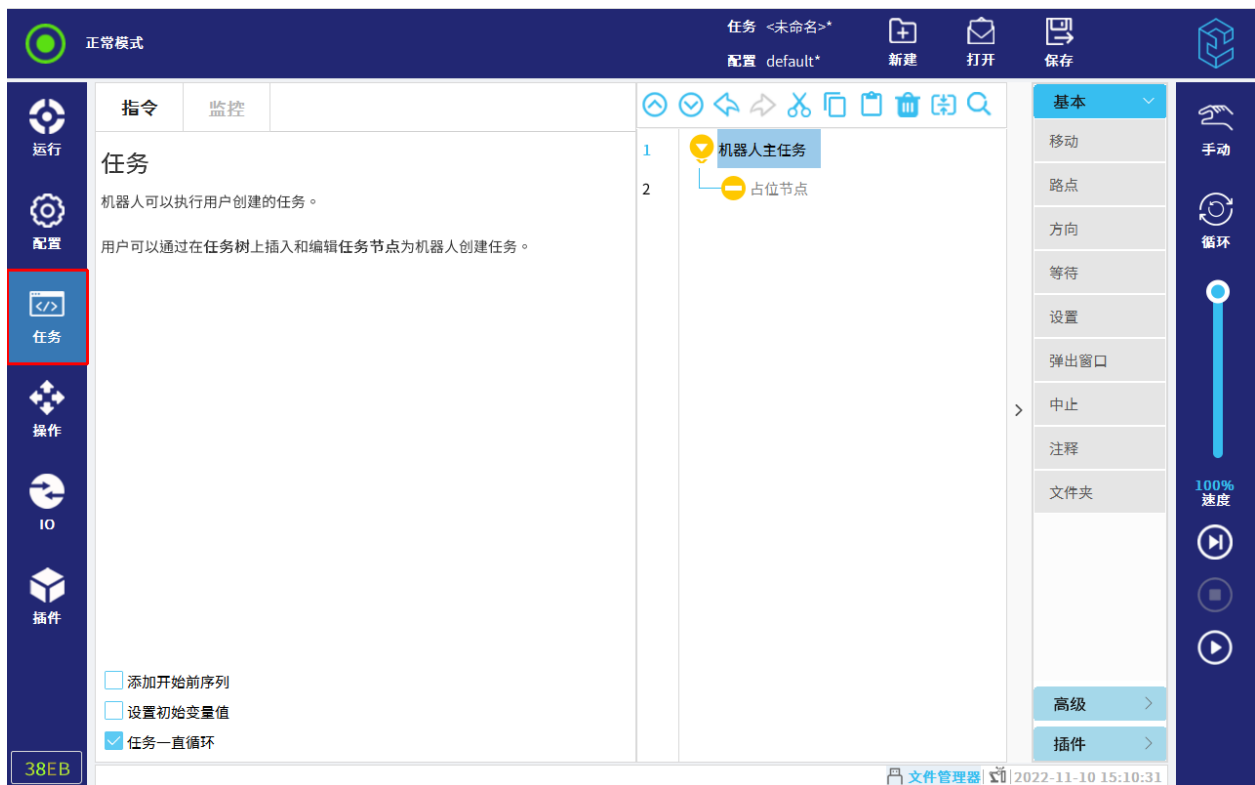 正常模式
任务 <未命名>*
配置 default*
新建
打开
保存
运行
配置
任务
操作
IO
插件
38EB
指令
监控
任务
机器人可以执行用户创建的任务。
用户可以通过在任务树上插入和编辑任务节点为机器人创建任务。
添加开始前序列
设置初始变量值
任务一直循环
1 机器人主任务
2 占位节点
基本
移动
路点
方向
等待
设置
弹出窗口
中止
注释
文件夹
高级
插件
手动
循环
100%
速度
文件管理器
2022-11-10 15:10:31